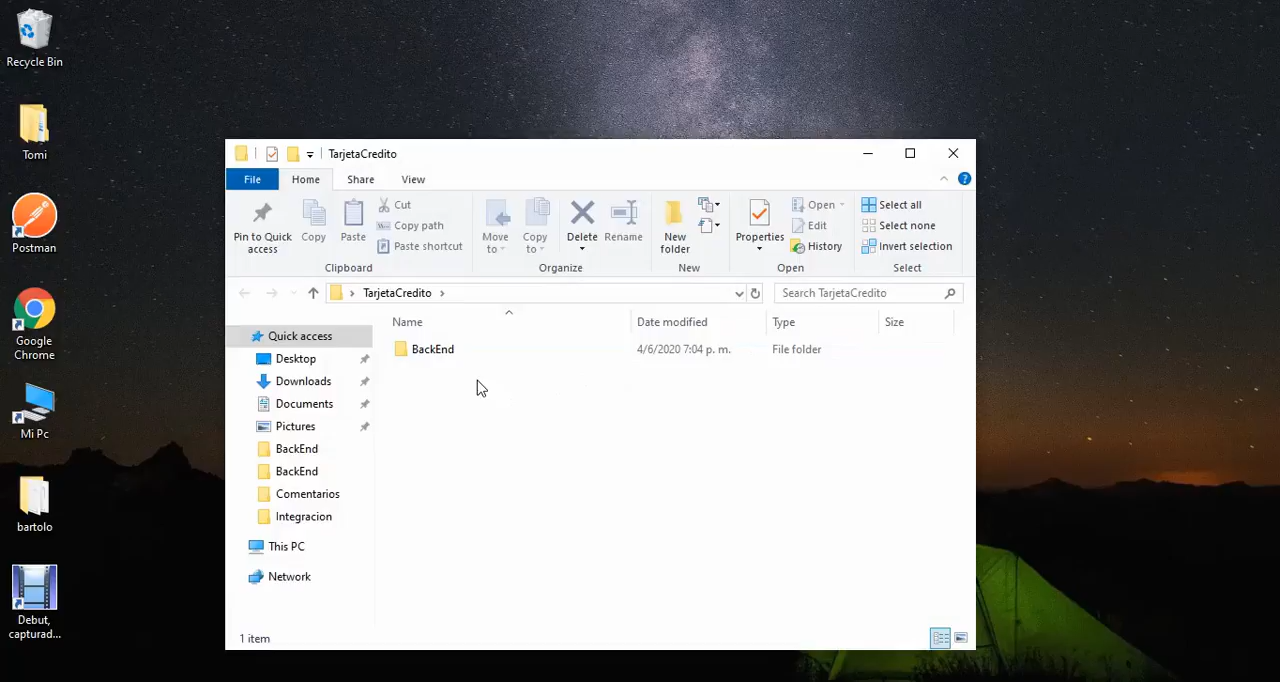 Recycle Bin
Tomi
Postman
Google
Chrome
Mi Pc
bartolo
Debut,
capturad...
TarjetaCredito
File
Home
Share
View
Pin to Quick
access
Copy
Paste
Cut
Copy path
Paste shortcut
Clipboard
Move
to
Copy
to
Delete
Rename
Organize
New
folder
New
Properties
Open
Edit
History
Open
Select all
Select none
Invert selection
Select
TarjetaCredito
Search TarjetaCredito
Name
Date modified
Type
Size
BackEnd
4/6/2020 7:04 p. m.
File folder
Quick access
Desktop
Downloads
Documents
Pictures
BackEnd
BackEnd
Comentarios
Integracion
This PC
Network
1 item